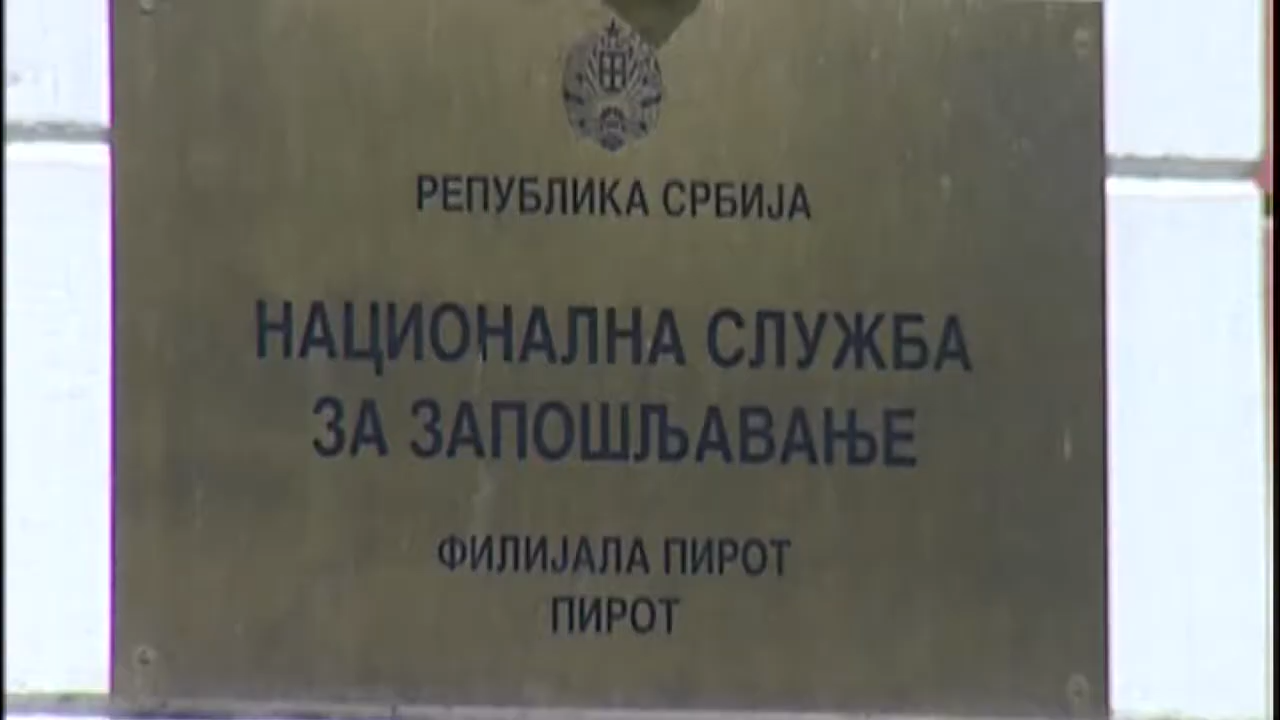 РЕПУБЛИКА СРБИЈА
НАЦИОНАЛНА СЛУЖБА
ЗА ЗАПОШЉАВАЊЕ
ФИЛИЈАЛА ПИРОТ
ПИРОТ